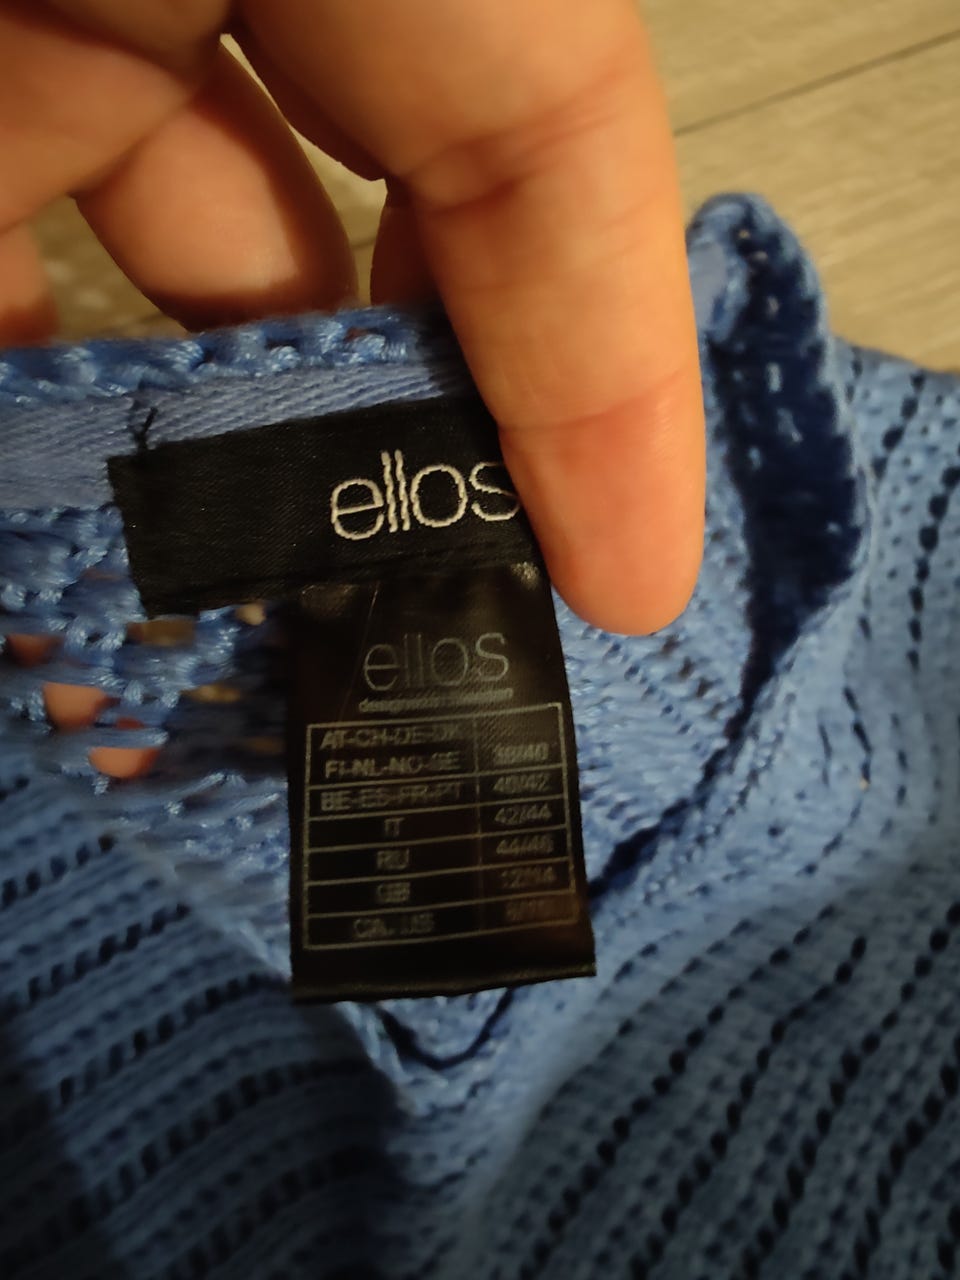 ellos
ellos
AT-CH-DE-DK
FI-NL-NO-SE 38/40
BE-ES-FR-PT 40/42
IT 42/44
RU 44/46
GB 12/14
CA, US